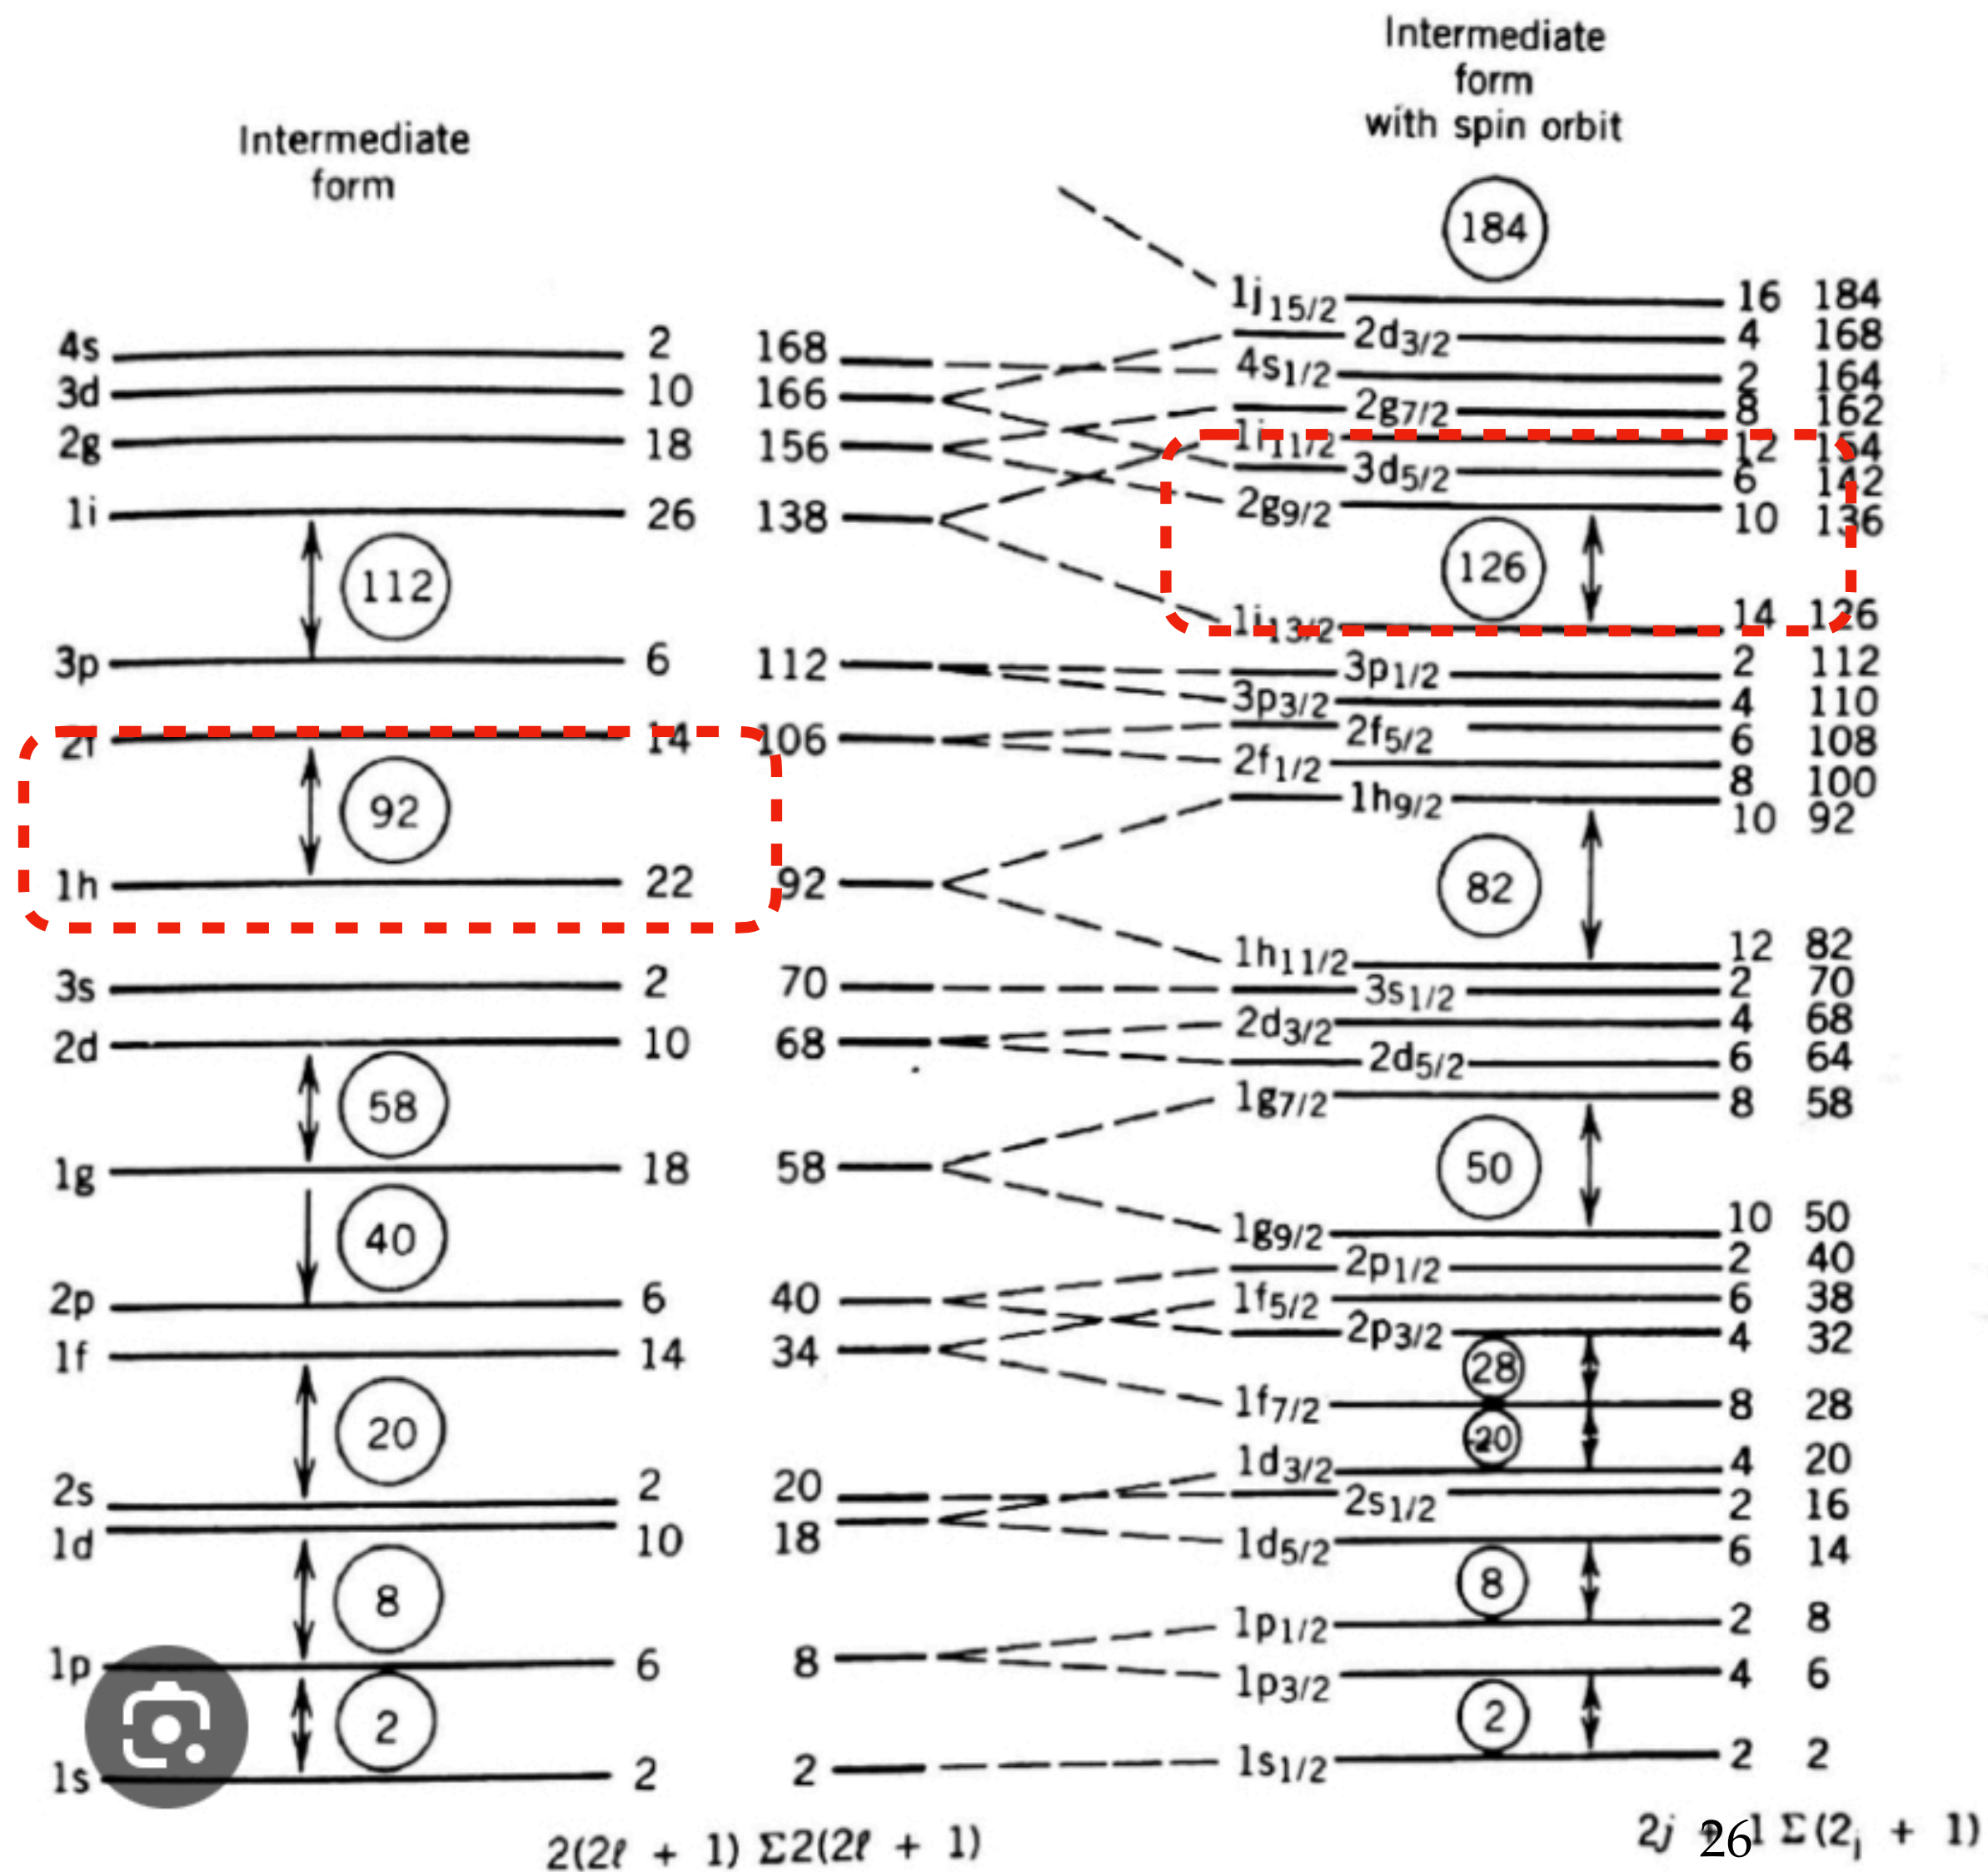 Intermediate
form
Intermediate
form
with spin orbit
184
1j15/2 16 184
4s 2 168 2d3/2 4 168
3d 10 166 4s1/2 2 164
2g7/2 8 162
2g 18 156 1i11/2 12 154
3d5/2 6 142
1i 26 138 2g9/2 10 136
112 126
1i13/2 14 126
3p 6 112 3p1/2 2 112
3p3/2 4 110
2f 14 106 2f5/2 6 108
2f1/2 8 100
92 1h9/2 10 92
1h 22 92 82
1h11/2 12 82
3s 2 70 3s1/2 2 70
2d 10 68 2d3/2 4 68
2d5/2 6 64
58 1g7/2 8 58
1g 18 58 50
40 1g9/2 10 50
2p1/2 2 40
2p 6 40 1f5/2 6 38
1f 14 34 2p3/2 4 32
28
20 1f7/2 8 28
20
1d3/2 4 20
2s 2 20 2s1/2 2 16
1d 10 18 1d5/2 6 14
8 8
1p1/2 2 8
1p 6 8 1p3/2 4 6
2 2
1s 2 2 1s1/2 2 2
2(2ℓ + 1) Σ2(2ℓ + 1) 2j + 1 Σ(2j + 1)
26